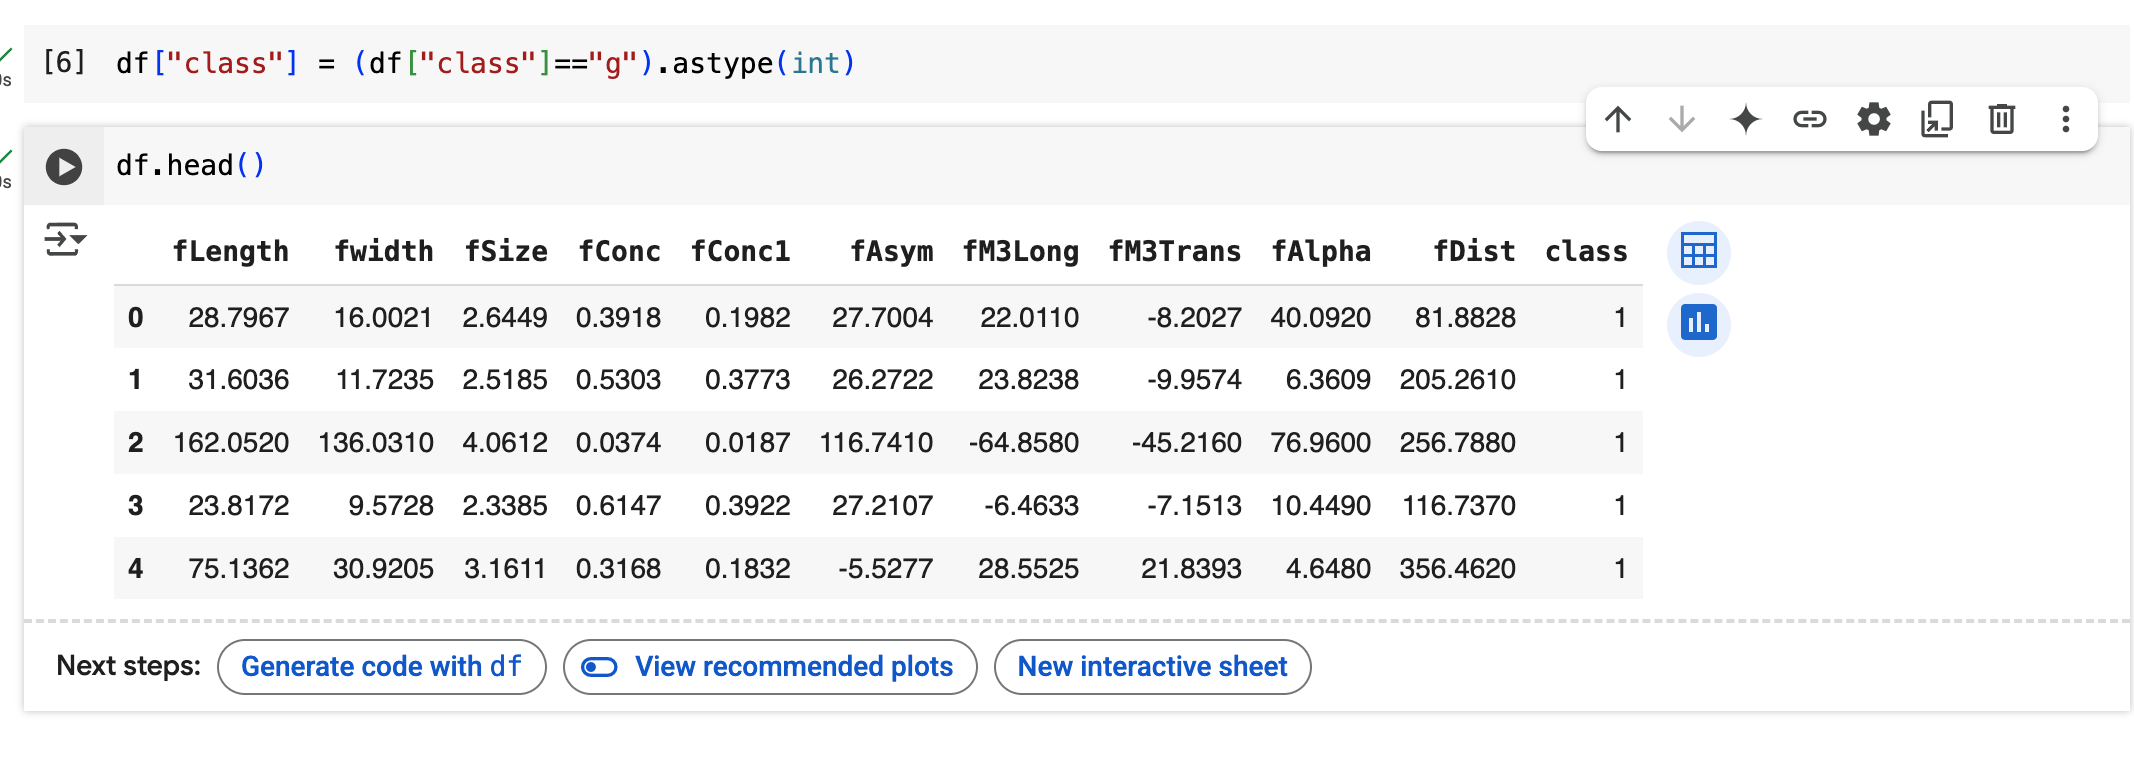 [6] df["class"] = (df["class"]=="g").astype(int)
0s
df.head()
0s
fLength fwidth fSize fConc fConc1 fAsym fM3Long fM3Trans fAlpha fDist class
0 28.7967 16.0021 2.6449 0.3918 0.1982 27.7004 22.0110 -8.2027 40.0920 81.8828 1
1 31.6036 11.7235 2.5185 0.5303 0.3773 26.2722 23.8238 -9.9574 6.3609 205.2610 1
2 162.0520 136.0310 4.0612 0.0374 0.0187 116.7410 -64.8580 -45.2160 76.9600 256.7880 1
3 23.8172 9.5728 2.3385 0.6147 0.3922 27.2107 -6.4633 -7.1513 10.4490 116.7370 1
4 75.1362 30.9205 3.1611 0.3168 0.1832 -5.5277 28.5525 21.8393 4.6480 356.4620 1
Next steps: Generate code with df View recommended plots New interactive sheet